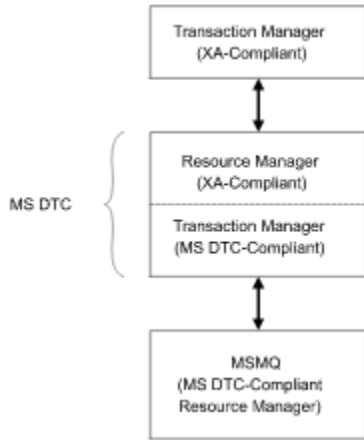 Transaction Manager
(XA-Compliant)
MS DTC
Resource Manager
(XA-Compliant)
Transaction Manager
(MS DTC-Compliant)
MSMQ
(MS DTC-Compliant
Resource Manager)